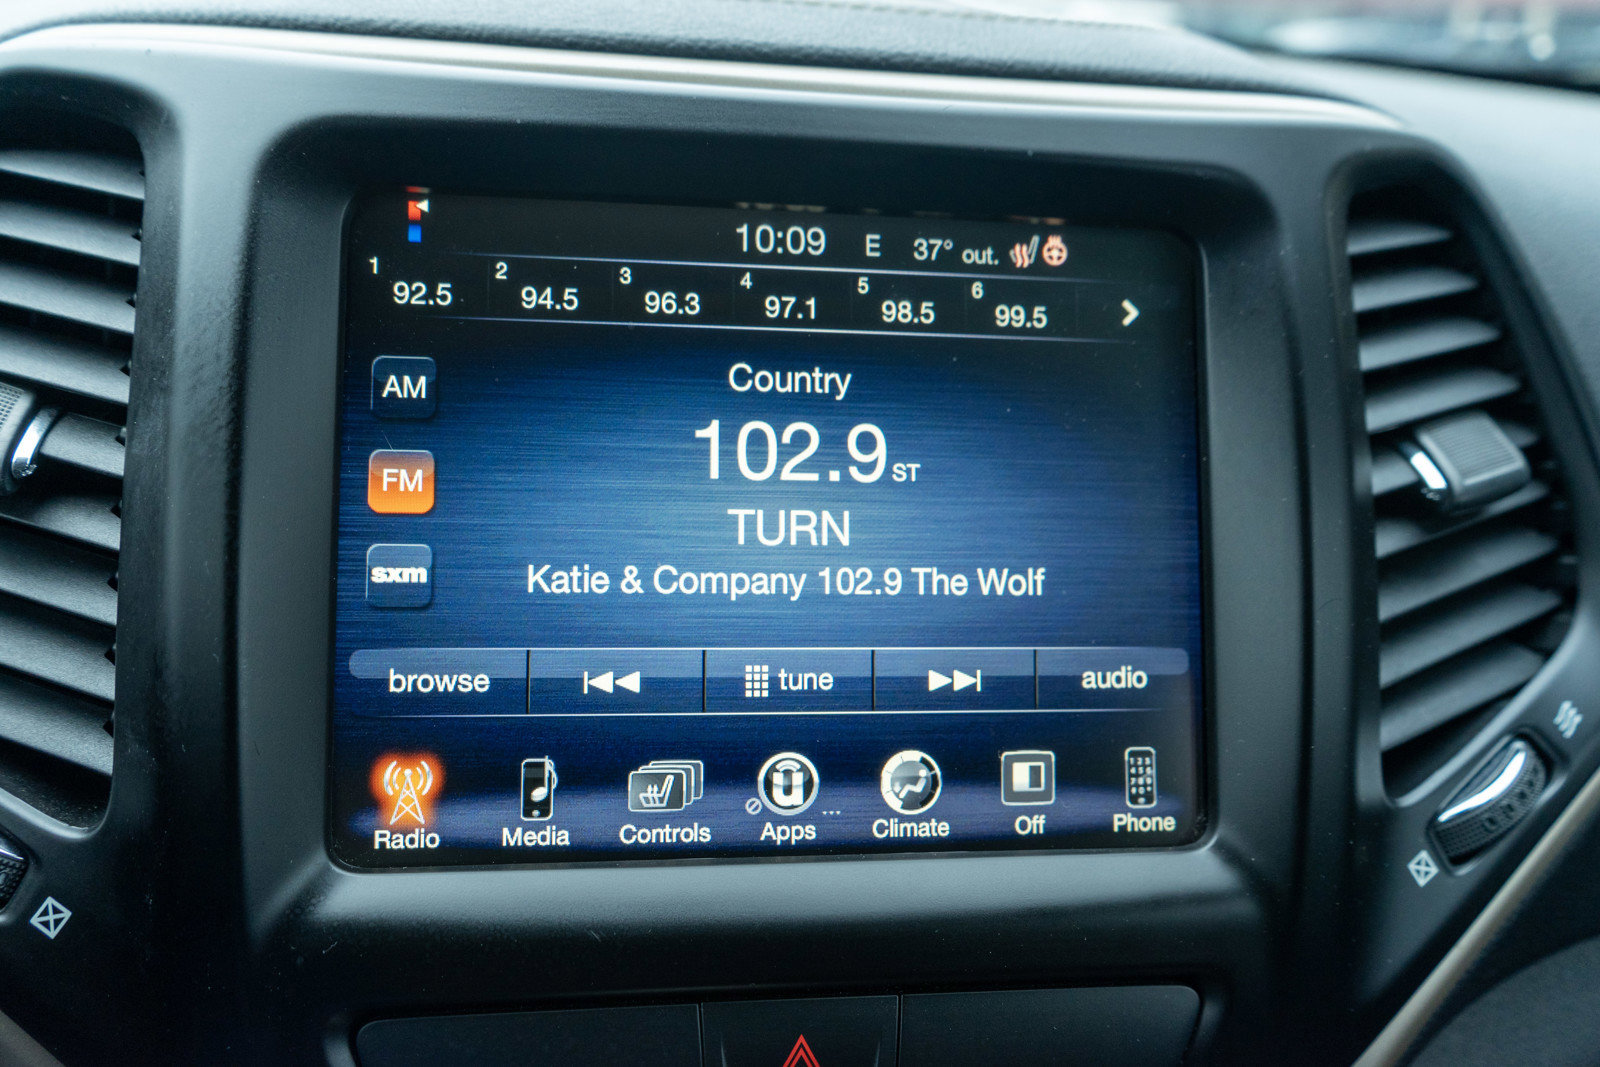 10:09 E 37° out.
1 92.5 2 94.5 3 96.3 4 97.1 5 98.5 6 99.5
AM
Country
102.9 ST
FM
TURN
sxm
Katie & Company 102.9 The Wolf
browse tune audio
Radio Media Controls Apps Climate Off Phone